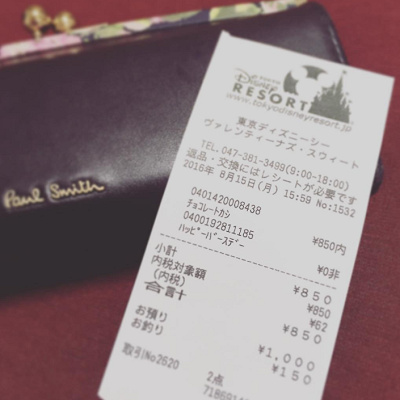 Paul Smith
TOKYO
Disney
RESORT
www.tokyodisneyresort.jp
東京ディズニーシー
ヴァレンティーナズ・スウィート
TEL.047-381-3499(9:00-18:00)
返品・交換にはレシートが必要です
2016年 8月15日(月) 15:59 No:1532
0401420008438
チョコレートカシ ¥850内
0400192811185
ハッピーバースデー ¥0非
小計 ¥850
内税対象額 ¥850
(内税) ¥62
合計 ¥850
お預り ¥1,000
お釣り ¥150
取引No2620 2点